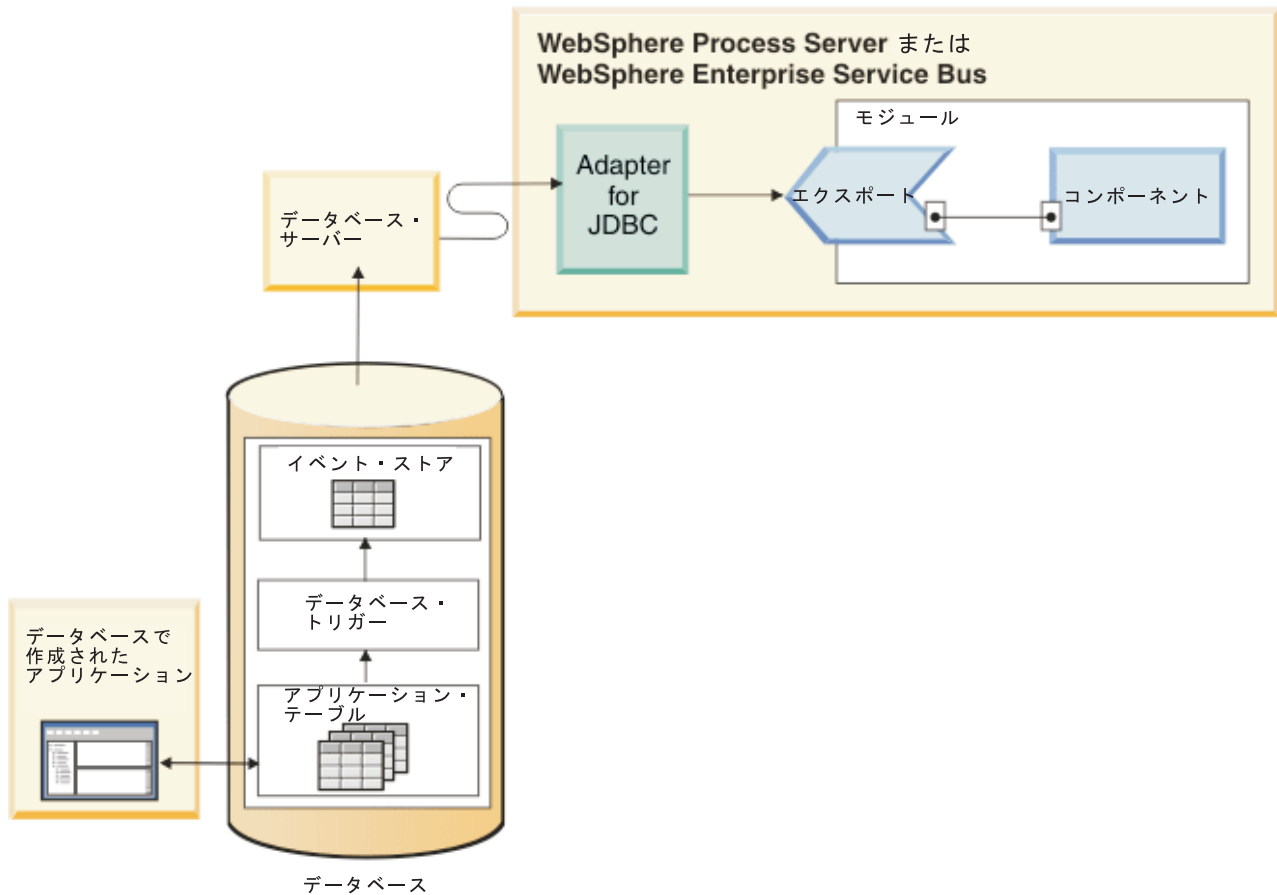 WebSphere Process Server または
WebSphere Enterprise Service Bus
モジュール
Adapter
for
JDBC
エクスポート
コンポーネント
データベース・
サーバー
イベント・ストア
データベース・
トリガー
データベースで
作成された
アプリケーション
アプリケーション・
テーブル
データベース